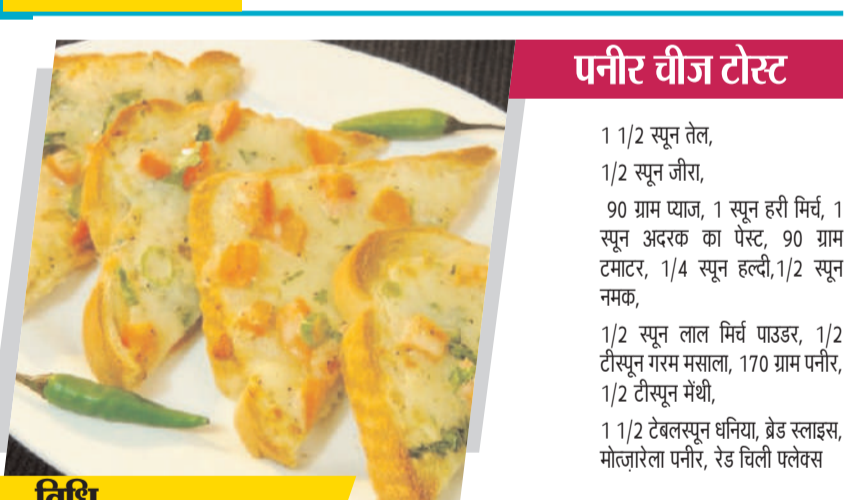 पनीर चीज टोस्ट
1 1/2 स्पून तेल,
1/2 स्पून जीरा,
90 ग्राम प्याज, 1 स्पून हरी मिर्च, 1
स्पून अदरक का पेस्ट, 90 ग्राम
टमाटर, 1/4 स्पून हल्दी,1/2 स्पून
नमक,
1/2 स्पून लाल मिर्च पाउडर, 1/2
टीस्पून गरम मसाला, 170 ग्राम पनीर,
1/2 टीस्पून मेंथी,
1 1/2 टेबलस्पून धनिया, ब्रेड स्लाइस,
मोत्ज़ारेला पनीर, रेड चिली फ्लेक्स
विधि